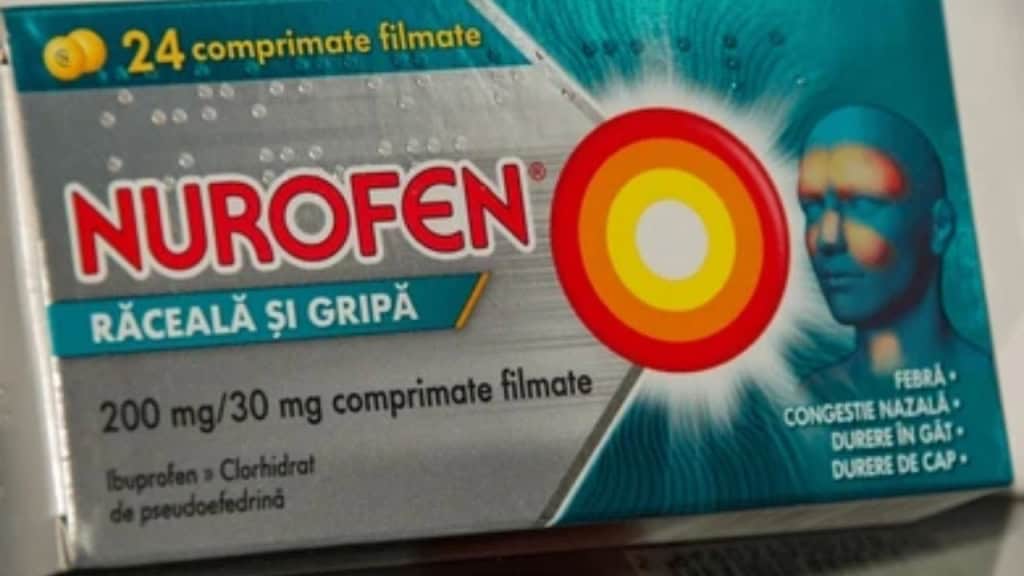 24 comprimate filmate
NUROFEN®
RĂCEALĂ ȘI GRIPĂ
200 mg/30 mg comprimate filmate
Ibuprofen » Clorhidrat
de pseudoefedrină
FEBRĂ •
CONGESTIE NAZALĂ •
DURERE ÎN GÂT •
DURERE DE CAP •